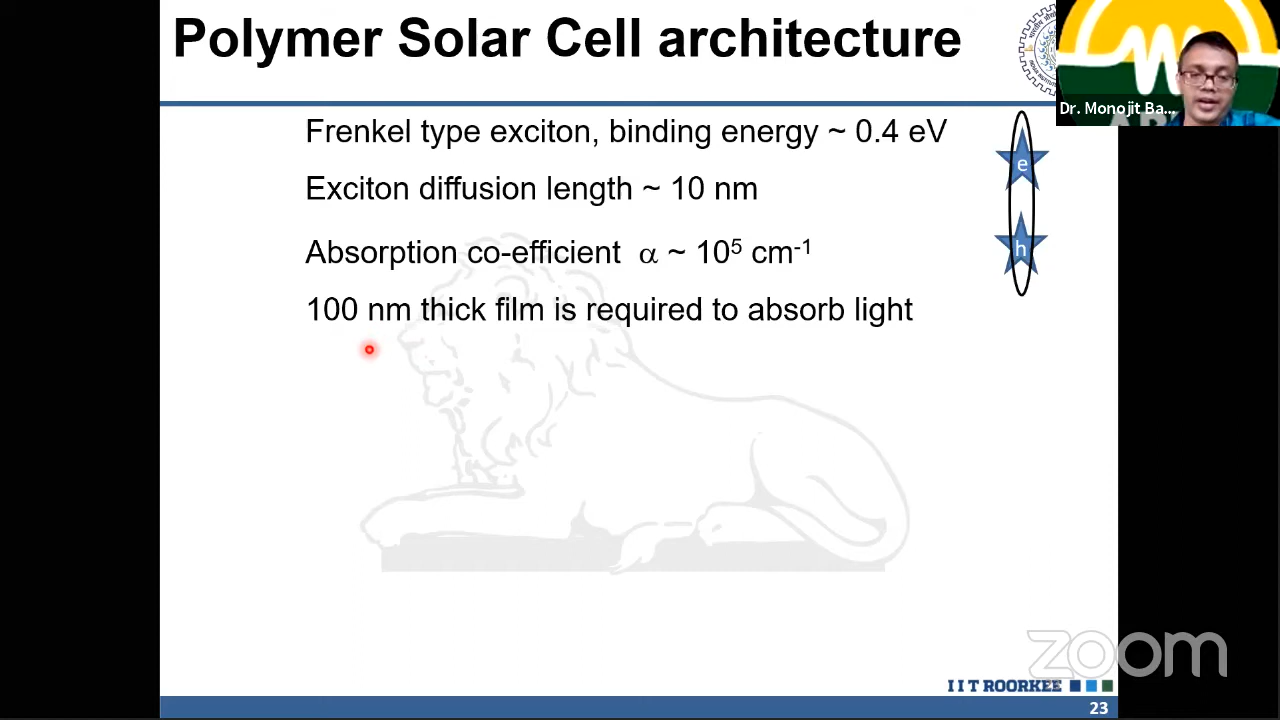 Polymer Solar Cell architecture
Dr. Monojit Ba...
Frenkel type exciton, binding energy ~ 0.4 eV
e
Exciton diffusion length ~ 10 nm
h
Absorption co-efficient α ~ 10⁵ cm⁻¹
100 nm thick film is required to absorb light
zoom
I I T ROORKEE
23